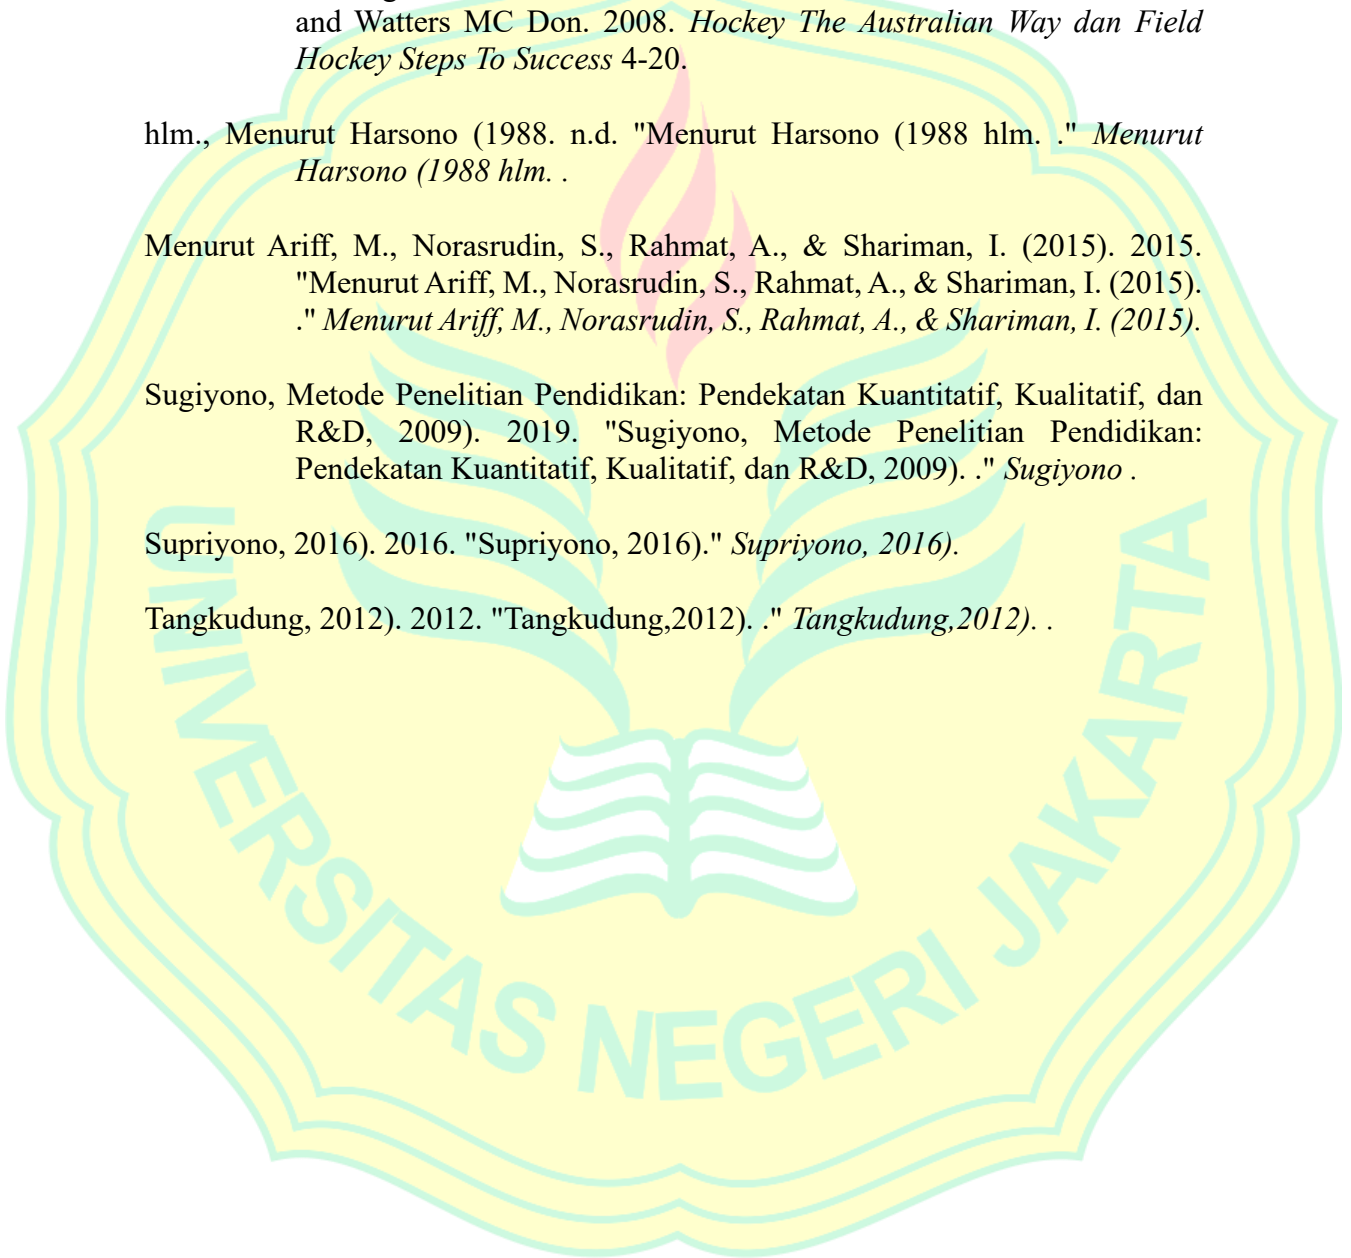 and Watters MC Don. 2008. Hockey The Australian Way dan Field
Hockey Steps To Success 4-20.
hlm., Menurut Harsono (1988. n.d. "Menurut Harsono (1988 hlm. ." Menurut
Harsono (1988 hlm. .
Menurut Ariff, M., Norasrudin, S., Rahmat, A., & Shariman, I. (2015). 2015.
"Menurut Ariff, M., Norasrudin, S., Rahmat, A., & Shariman, I. (2015).
." Menurut Ariff, M., Norasrudin, S., Rahmat, A., & Shariman, I. (2015).
Sugiyono, Metode Penelitian Pendidikan: Pendekatan Kuantitatif, Kualitatif, dan
R&D, 2009). 2019. "Sugiyono, Metode Penelitian Pendidikan:
Pendekatan Kuantitatif, Kualitatif, dan R&D, 2009). ." Sugiyono .
Supriyono, 2016). 2016. "Supriyono, 2016)." Supriyono, 2016).
Tangkudung, 2012). 2012. "Tangkudung,2012). ." Tangkudung,2012). .
UNIVERSITAS NEGERI JAKARTA